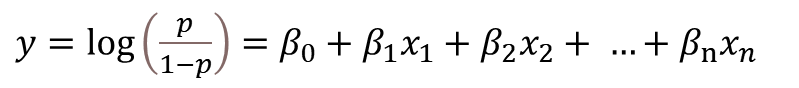 y = log(p/(1−p)) = β₀ + β₁x₁ + β₂x₂ + ... + βₙxₙ